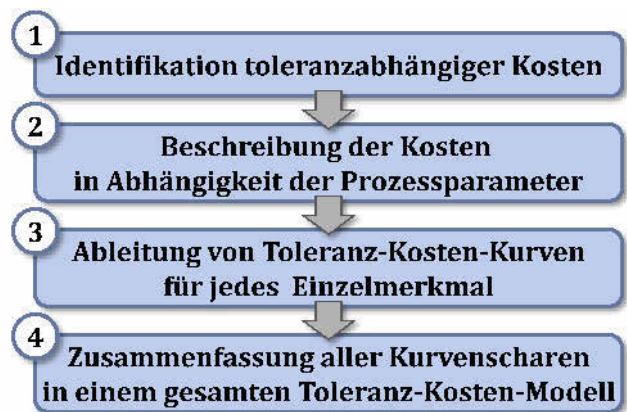 1
Identifikation toleranzabhängiger Kosten
2
Beschreibung der Kosten
in Abhängigkeit der Prozessparameter
3
Ableitung von Toleranz-Kosten-Kurven
für jedes Einzelmerkmal
4
Zusammenfassung aller Kurvenscharen
in einem gesamten Toleranz-Kosten-Modell